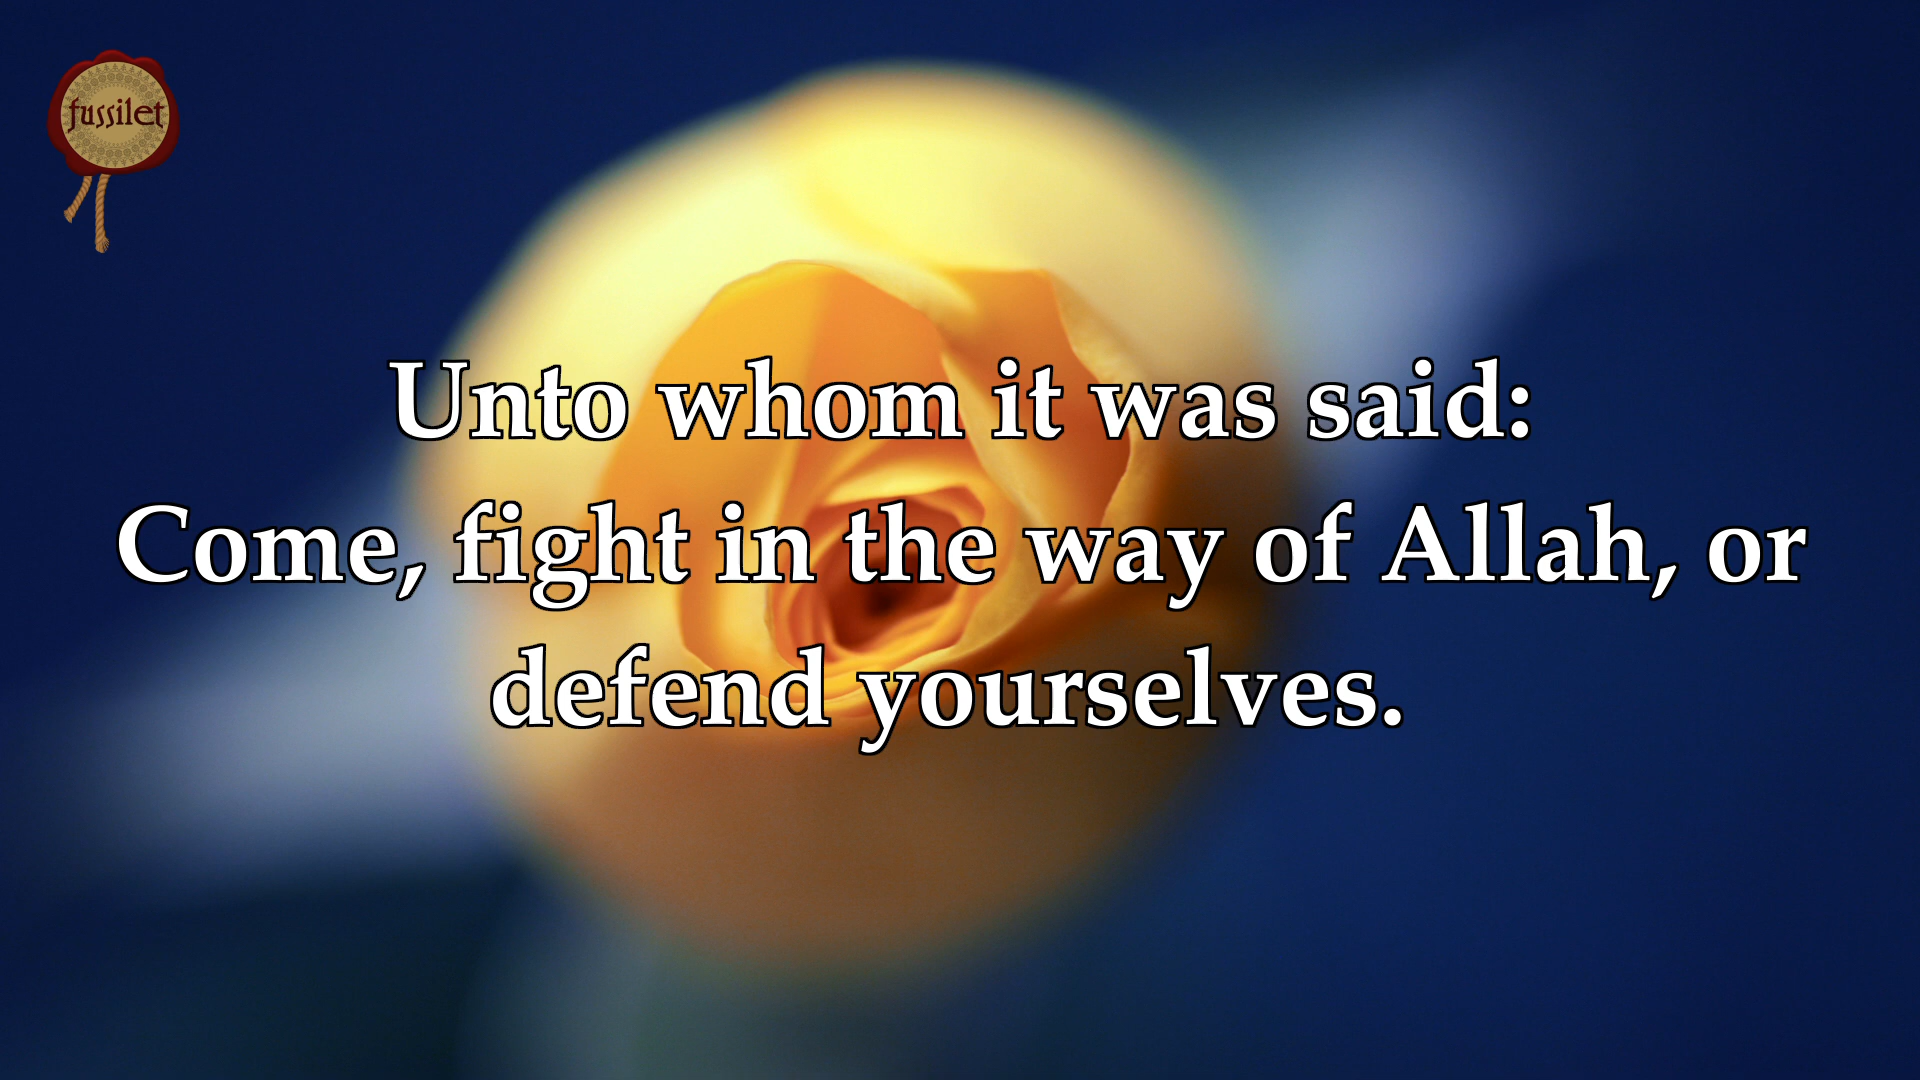 fussilet
Unto whom it was said:
Come, fight in the way of Allah, or
defend yourselves.